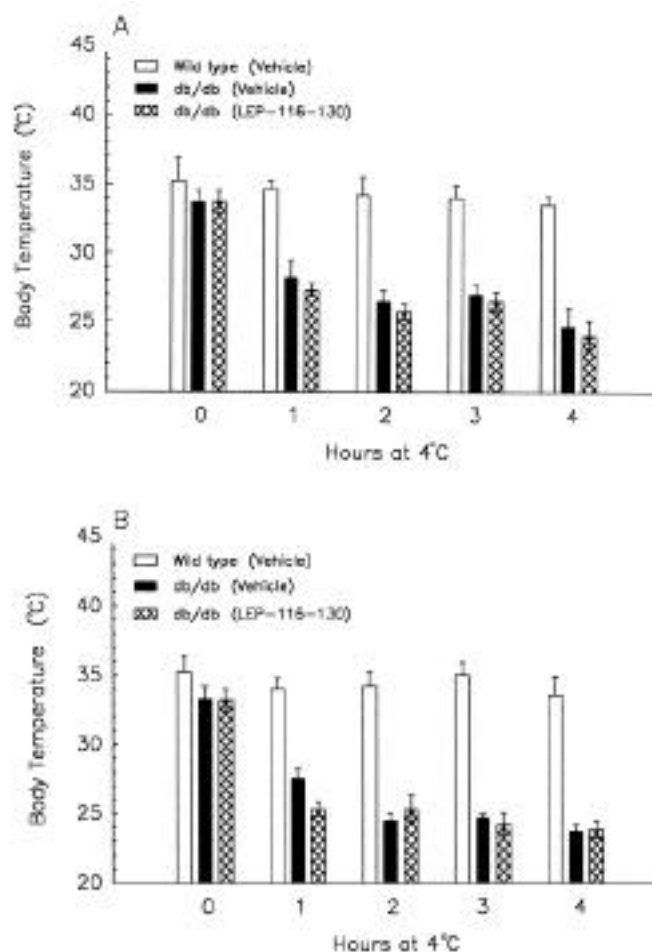 A
45
40
35
30
25
20
Body Temperature (°C)
Wild type (Vehicle)
db/db (Vehicle)
db/db (LEP-116-130)
0 1 2 3 4
Hours at 4°C
B
45
40
35
30
25
20
Body Temperature (°C)
Wild type (Vehicle)
db/db (Vehicle)
db/db (LEP-116-130)
0 1 2 3 4
Hours at 4°C